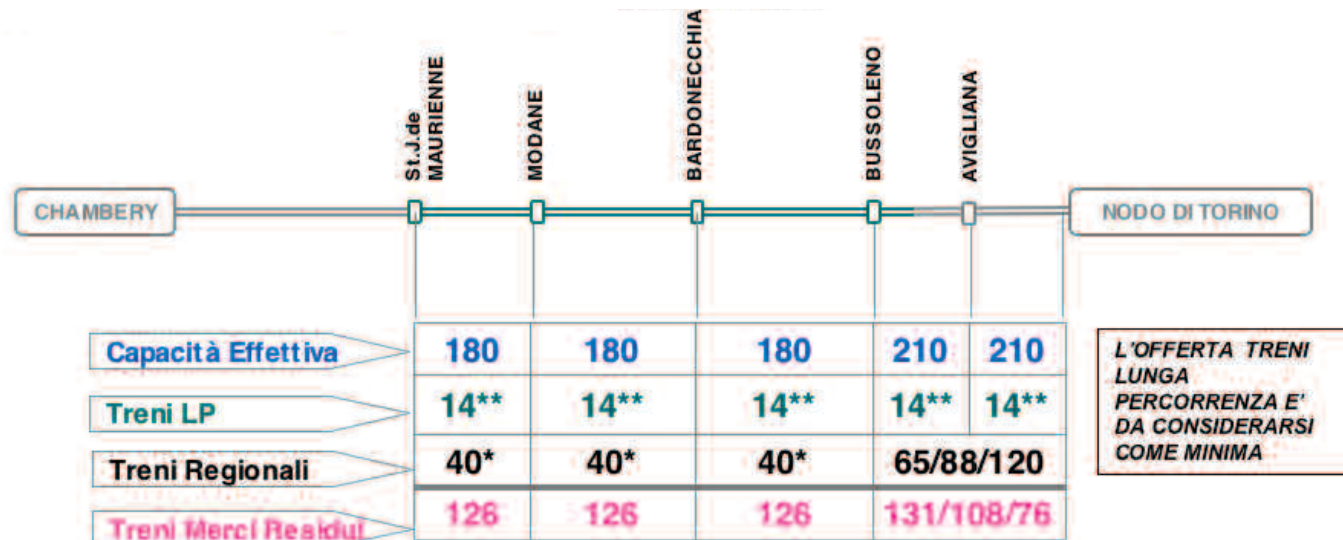 St.J.de
MAURIENNE
MODANE
BARDONECCHIA
BUSSOLENO
AVIGLIANA
CHAMBERY
NODO DI TORINO
Capacità Effettiva
180
180
180
210
210
Treni LP
14**
14**
14**
14**
14**
Treni Regionali
40*
40*
40*
65/88/120
Treni Merci Residui
126
126
126
131/108/76
L'OFFERTA TRENI
LUNGA
PERCORRENZA E'
DA CONSIDERARSI
COME MINIMA